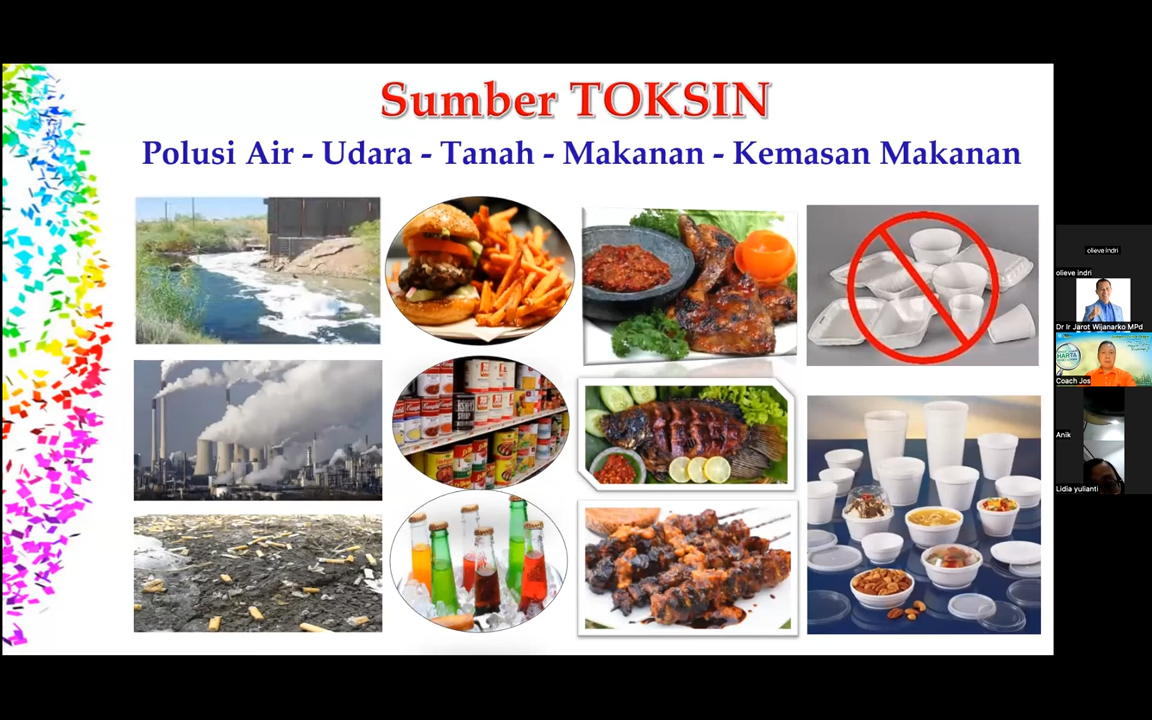 Sumber TOKSIN
Polusi Air - Udara - Tanah - Makanan - Kemasan Makanan
olieve indri
olieve indri
Dr Ir Jarot Wijanarko MPd
HARTA
Coach Jos
Anik
Lidia yulianti